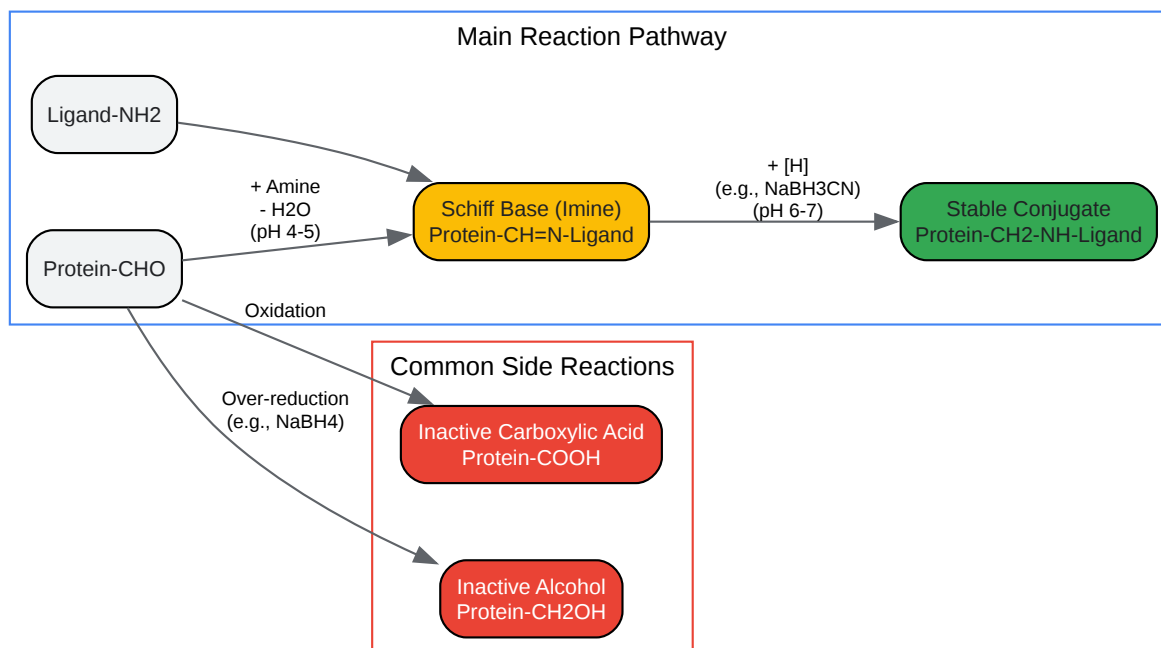 Main Reaction Pathway
Ligand-NH2
+ Amine
- H2O
(pH 4-5)
Protein-CHO
Schiff Base (Imine)
Protein-CH=N-Ligand
+ [H]
(e.g., NaBH3CN)
(pH 6-7)
Stable Conjugate
Protein-CH2-NH-Ligand
Oxidation
Common Side Reactions
Over-reduction
(e.g., NaBH4)
Inactive Carboxylic Acid
Protein-COOH
Inactive Alcohol
Protein-CH2OH